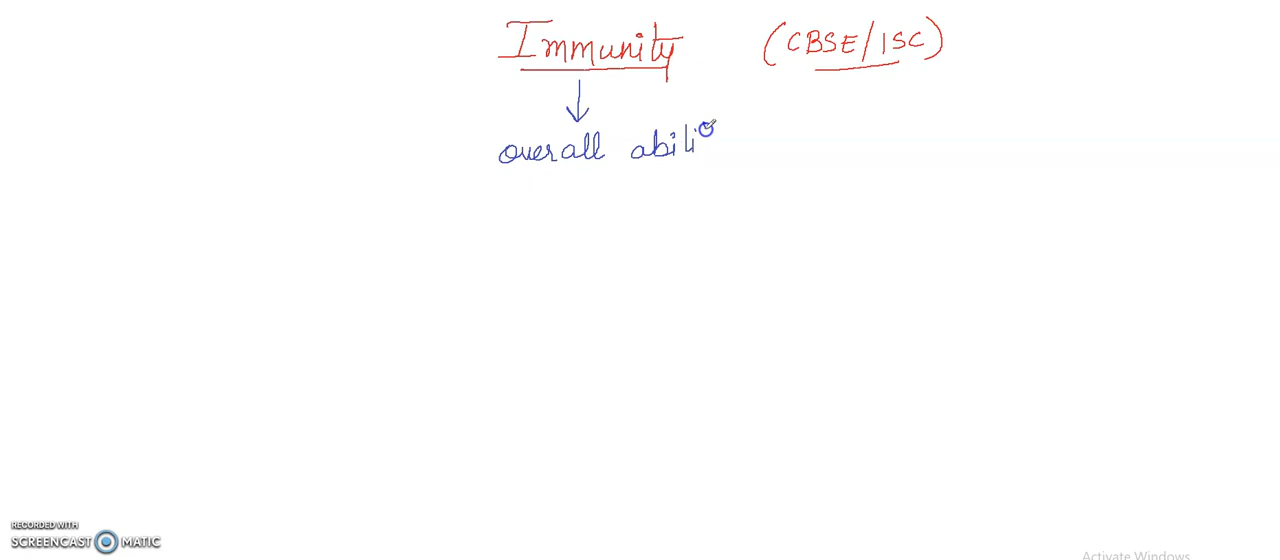 Immunity (CBSE/ISC)
overall abili
RECORDED WITH
SCREENCAST MATIC
Activate Windows